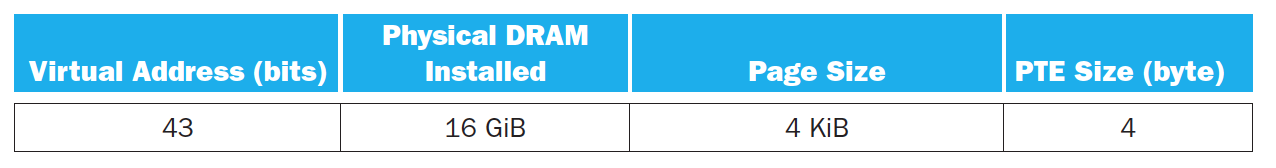 Virtual Address (bits) Physical DRAM Installed Page Size PTE Size (byte)
43 16 GiB 4 KiB 4